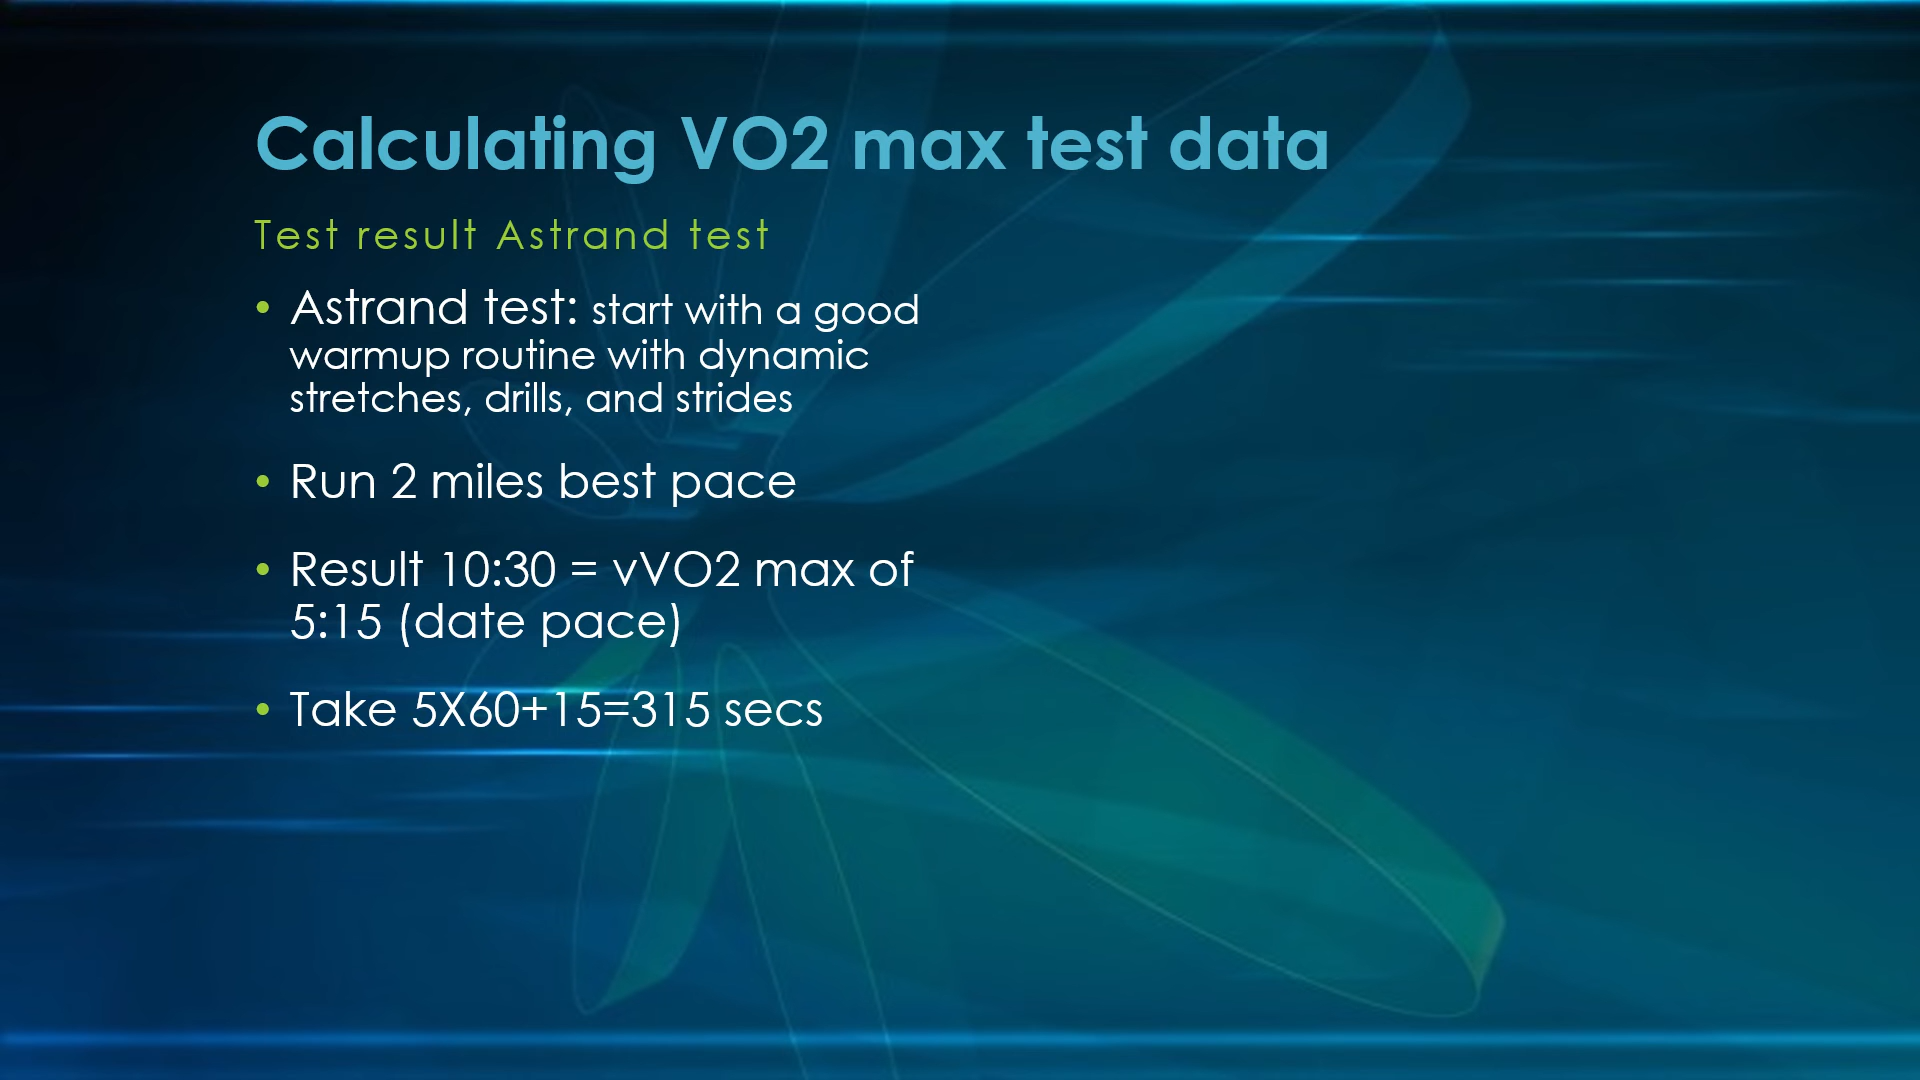 Calculating VO2 max test data
Test result Astrand test
• Astrand test: start with a good
warmup routine with dynamic
stretches, drills, and strides
• Run 2 miles best pace
• Result 10:30 = vVO2 max of
5:15 (date pace)
• Take 5X60+15=315 secs